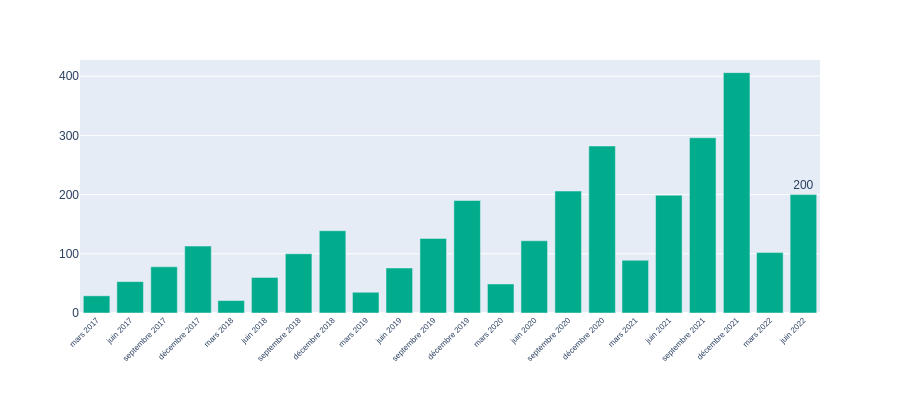 400
300
200
100
0
200
mars 2017
juin 2017
septembre 2017
décembre 2017
mars 2018
juin 2018
septembre 2018
décembre 2018
mars 2019
juin 2019
septembre 2019
décembre 2019
mars 2020
juin 2020
septembre 2020
décembre 2020
mars 2021
juin 2021
septembre 2021
décembre 2021
mars 2022
juin 2022